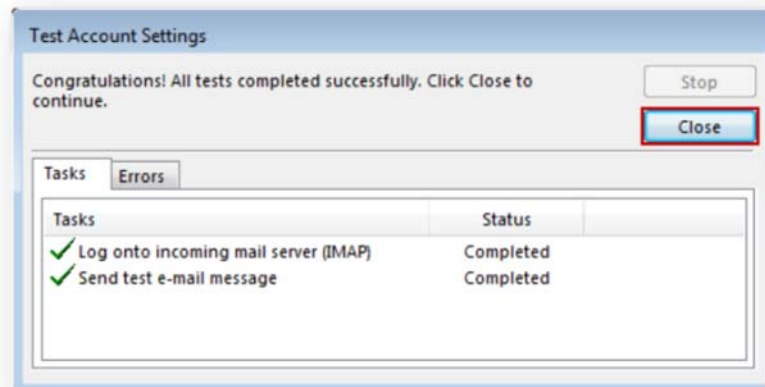 Test Account Settings
Congratulations! All tests completed successfully. Click Close to
continue.
Stop
Close
Tasks Errors
Tasks Status
Log onto incoming mail server (IMAP) Completed
Send test e-mail message Completed